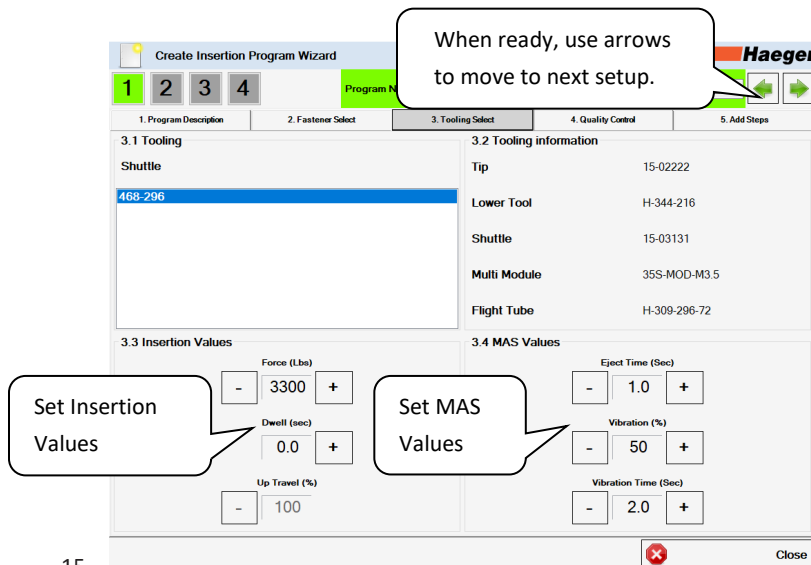 Create Insertion Program Wizard
When ready, use arrows
to move to next setup.
Haeger
1 2 3 4
Program N
1. Program Description 2. Fastener Select 3. Tooling Select 4. Quality Control 5. Add Steps
3.1 Tooling
Shuttle
468-296
3.2 Tooling information
Tip 15-02222
Lower Tool H-344-216
Shuttle 15-03131
Multi Module 35S-MOD-M3.5
Flight Tube H-309-296-72
3.3 Insertion Values
Force (Lbs)
- 3300 +
Set Insertion
Values
Dwell (sec)
0.0 +
Up Travel (%)
- 100
3.4 MAS Values
Eject Time (Sec)
- 1.0 +
Set MAS
Values
Vibration (%)
- 50 +
Vibration Time (Sec)
- 2.0 +
Close